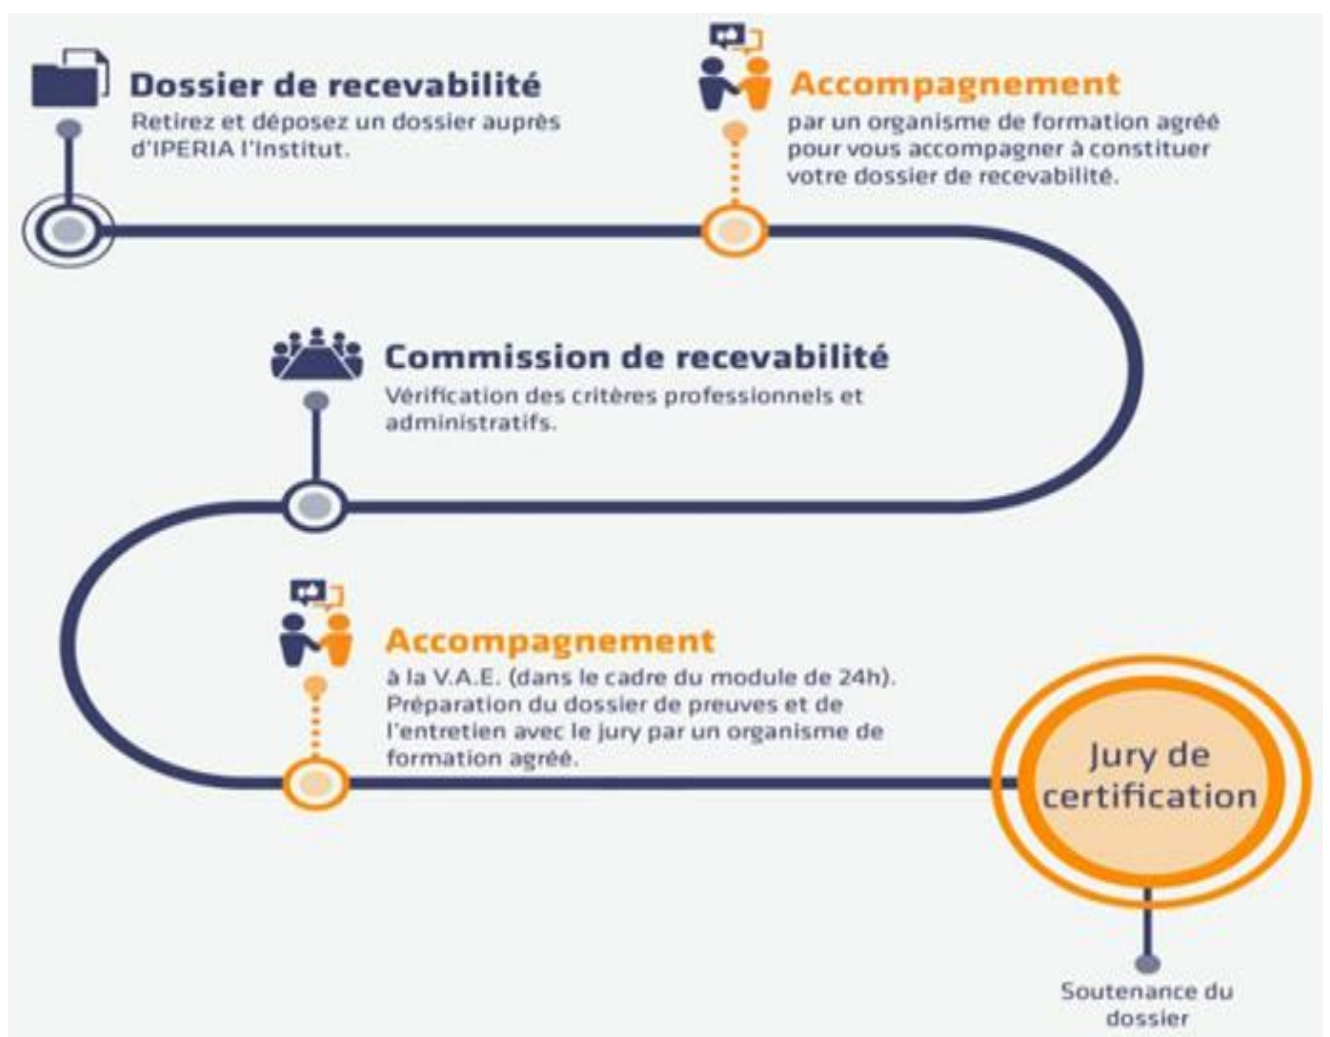 Dossier de recevabilité
Retirez et déposez un dossier auprès
d'IPERIA l'Institut.
Accompagnement
par un organisme de formation agréé
pour vous accompagner à constituer
votre dossier de recevabilité.
Commission de recevabilité
Vérification des critères professionnels et
administratifs.
Accompagnement
à la V.A.E. (dans le cadre du module de 24h).
Préparation du dossier de preuves et de
l'entretien avec le jury par un organisme de
formation agréé.
Jury de
certification
Soutenance du
dossier